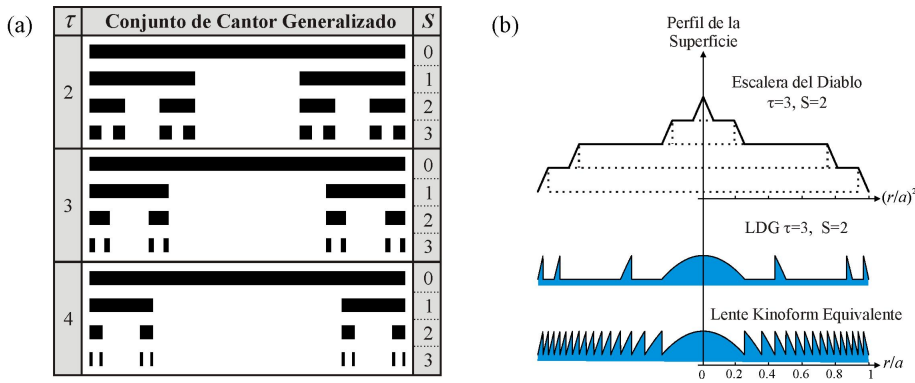 (a)
τ Conjunto de Cantor Generalizado S
2
0
1
2
3
3
0
1
2
3
4
0
1
2
3
(b)
Perfil de la
Superficie
Escalera del Diablo
τ=3, S=2
(r/a)²
LDG τ=3, S=2
Lente Kinoform Equivalente
0 0.2 0.4 0.6 0.8 1 r/a